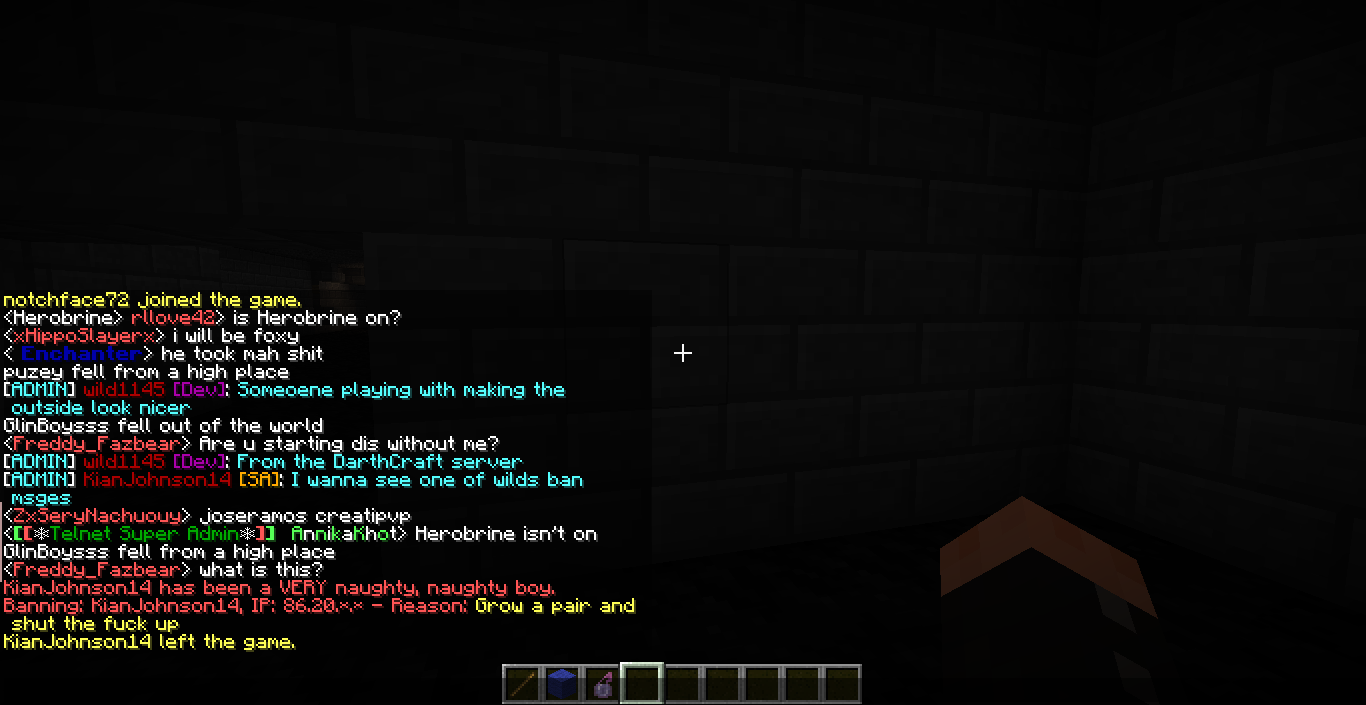 notchface72 joined the game.
<Herobrine> rllove42> is Herobrine on?
<xHippoSlayerx> i will be foxy
< Enchanter> he took mah shit
puzey fell from a high place
[ADMIN] wild1145 [Dev]: Someoene playing with making the
outside look nicer
GlinBoysss fell out of the world
<Freddy_Fazbear> Are u starting dis without me?
[ADMIN] wild1145 [Dev]: From the DarthCraft server
[ADMIN] KianJohnson14 [SA]: I wanna see one of wilds ban
msges
<ZxSeryNachuouy> joseramos creatipvp
<[[❄Telnet Super Admin❄]] AnnikaKhot> Herobrine isn't on
GlinBoysss fell from a high place
<Freddy_Fazbear> what is this?
KianJohnson14 has been a VERY naughty, naughty boy.
Banning: KianJohnson14, IP: 86.20.*.* - Reason: Grow a pair and
shut the fuck up
KianJohnson14 left the game.